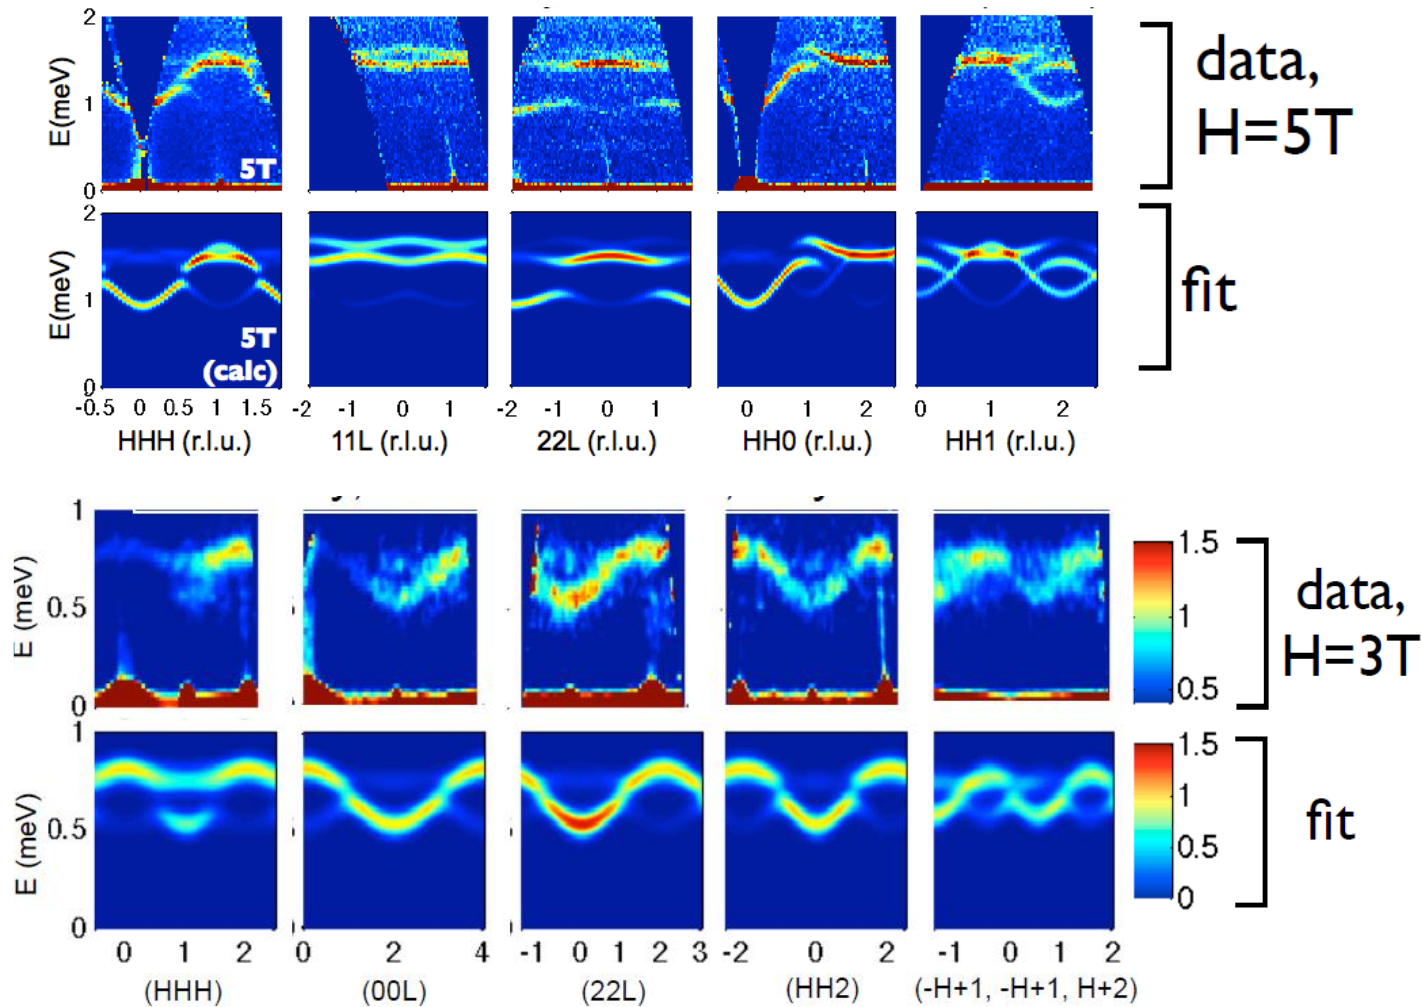 2
1
0
E(meV)
5T
data,
H=5T
2
1
0
E(meV)
5T
(calc)
fit
-0.5 0 0.5 1 1.5
-2 -1 0 1
-2 -1 0 1
0 1 2
0 1 2
HHH (r.l.u.)
11L (r.l.u.)
22L (r.l.u.)
HH0 (r.l.u.)
HH1 (r.l.u.)
1
0.5
0
E (meV)
1.5
1
0.5
data,
H=3T
1
0.5
0
E (meV)
1.5
1
0.5
0
fit
0 1 2
0 2 4
-1 0 1 2 3
-2 0 2
-1 0 1 2
(HHH)
(00L)
(22L)
(HH2)
(-H+1, -H+1, H+2)